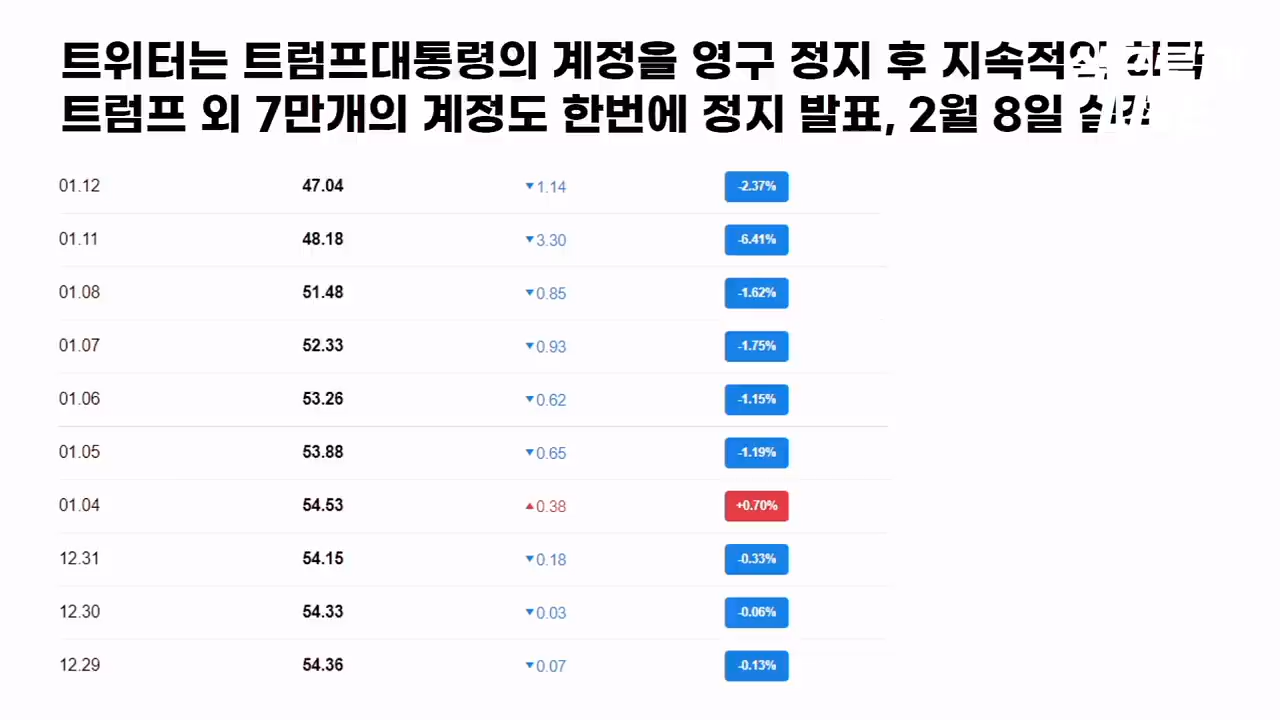 트위터는 트럼프대통령의 계정을 영구 정지 후
트럼프 외 7만개의 계정도 한번에 정지 발표, 2월 8일
01.12 47.04 ▼1.14 -2.37%
01.11 48.18 ▼3.30 -6.41%
01.08 51.48 ▼0.85 -1.62%
01.07 52.33 ▼0.93 -1.75%
01.06 53.26 ▼0.62 -1.15%
01.05 53.88 ▼0.65 -1.19%
01.04 54.53 ▲0.38 +0.70%
12.31 54.15 ▼0.18 -0.33%
12.30 54.33 ▼0.03 -0.06%
12.29 54.36 ▼0.07 -0.13%